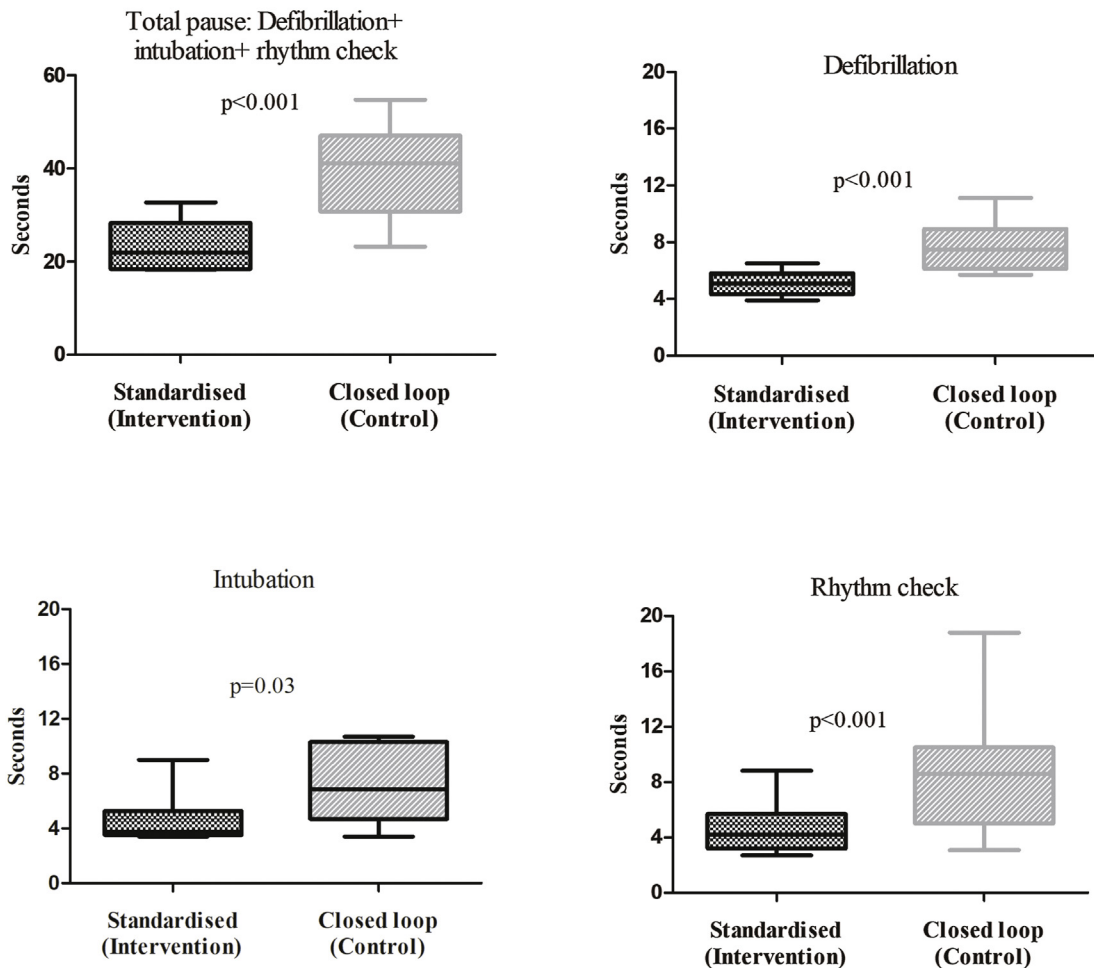 Total pause: Defibrillation+
intubation+ rhythm check
60
40
20
0
Seconds
p<0.001
Standardised
(Intervention)
Closed loop
(Control)
Defibrillation
20
16
12
8
4
0
Seconds
p<0.001
Standardised
(Intervention)
Closed loop
(Control)
Intubation
20
16
12
8
4
0
Seconds
p=0.03
Standardised
(Intervention)
Closed loop
(Control)
Rhythm check
20
16
12
8
4
0
Seconds
p<0.001
Standardised
(Intervention)
Closed loop
(Control)